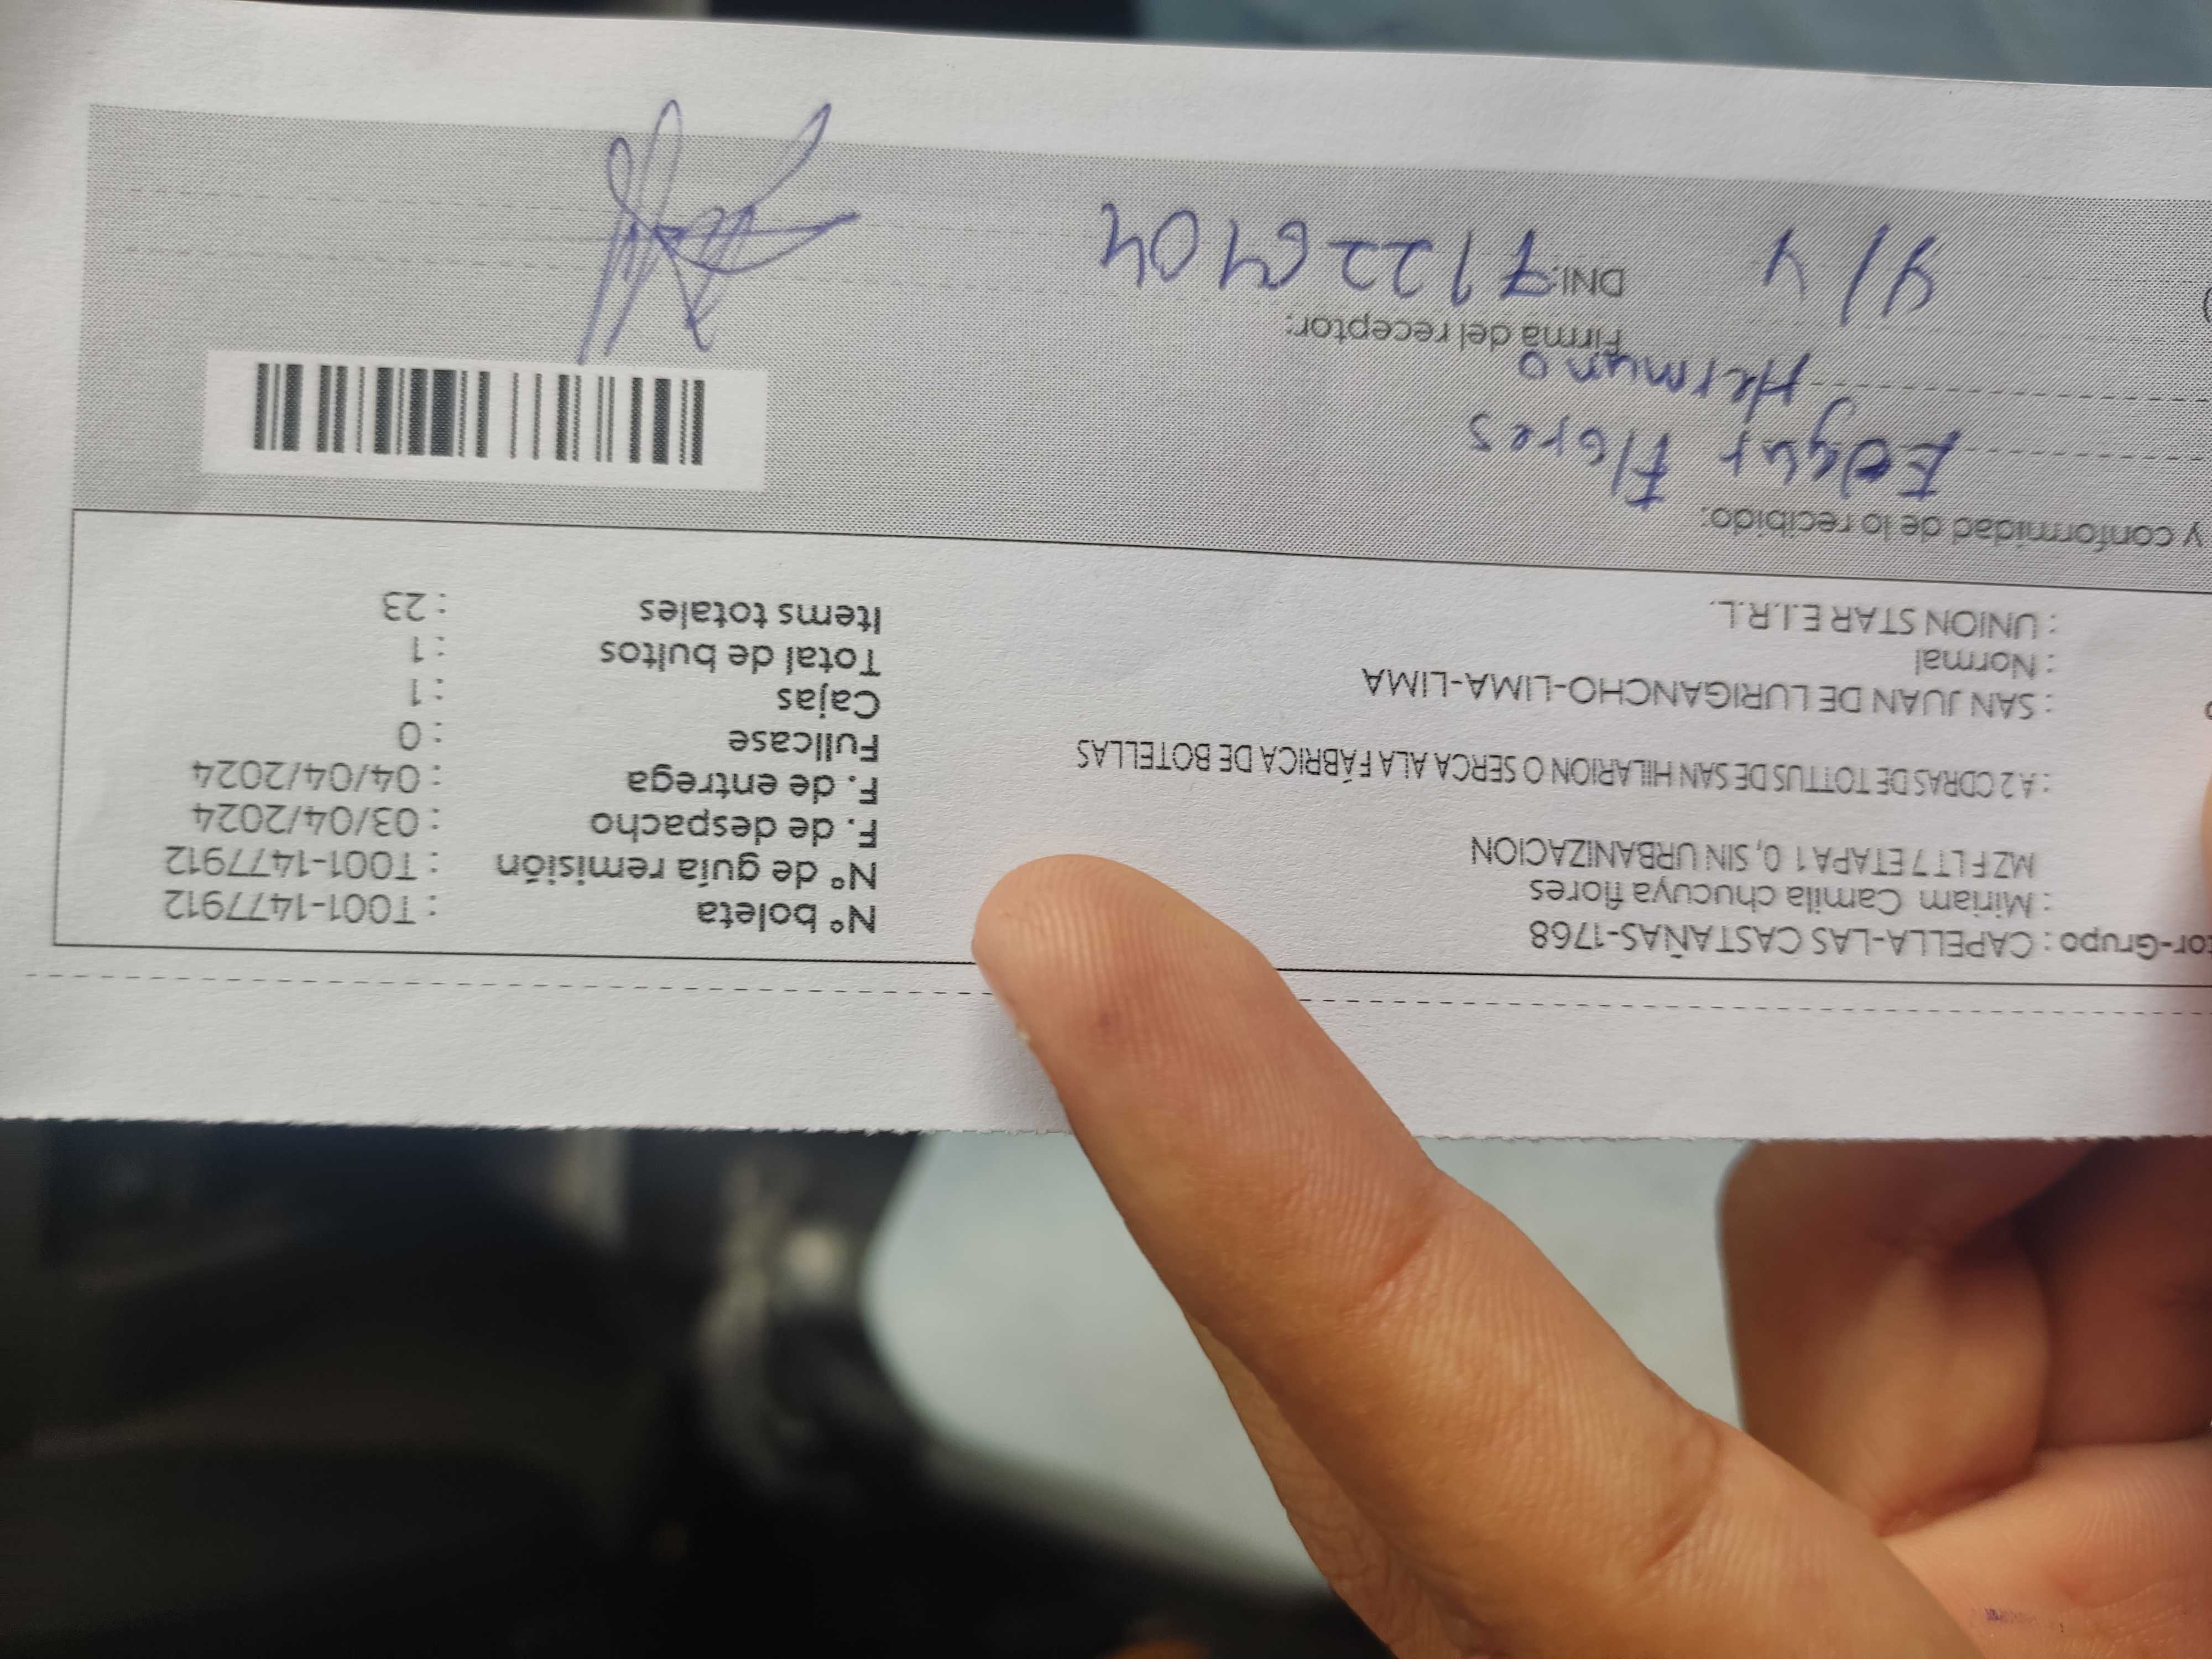 or-Grupo : CAPELLA-LAS CASTAÑAS-1768
: Miriam Camila chucuya flores
MZ F LT 7 ETAPA 1 0, SIN URBANIZACION
: A 2 CDRAS DE TOTTUS DE SAN HILARION O SERCA ALA FÁBRICA DE BOTELLAS
: SAN JUAN DE LURIGANCHO-LIMA-LIMA
: Normal
: UNION STAR E.I.R.L.
N° boleta : T001-1477912
N° de guía remisión : T001-1477912
F. de despacho : 03/04/2024
F. de entrega : 04/04/2024
Fullcase : 0
Cajas : 1
Total de bultos : 1
Items totales : 23
y conformidad de lo recibido:
Edgar Flores
Hermano
Firma del receptor:
DNI: 71226404
4/4